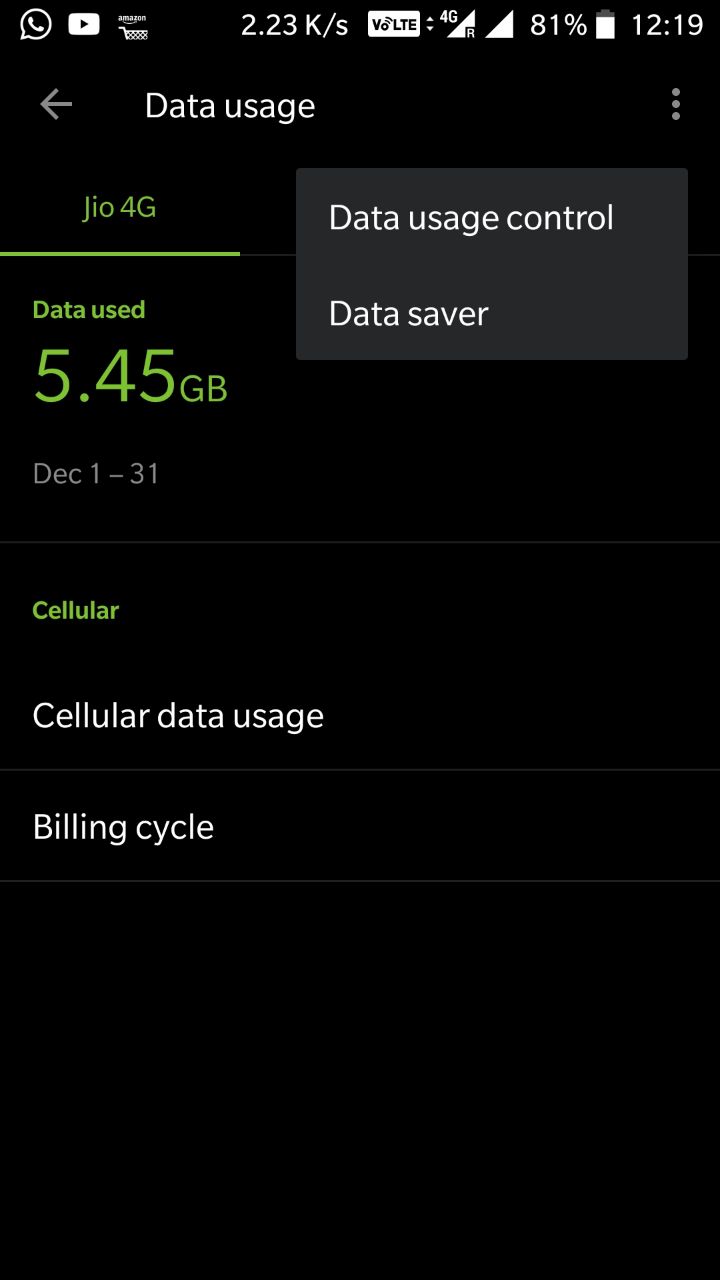 amazon
2.23 K/s VoLTE 4G R 81% 12:19
Data usage
Jio 4G
Data usage control
Data saver
Data used
5.45GB
Dec 1 – 31
Cellular
Cellular data usage
Billing cycle